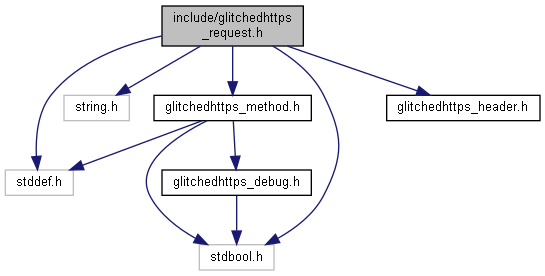 include/glitchedhttps
_request.h
string.h
glitchedhttps_method.h
glitchedhttps_header.h
stddef.h
glitchedhttps_debug.h
stdbool.h